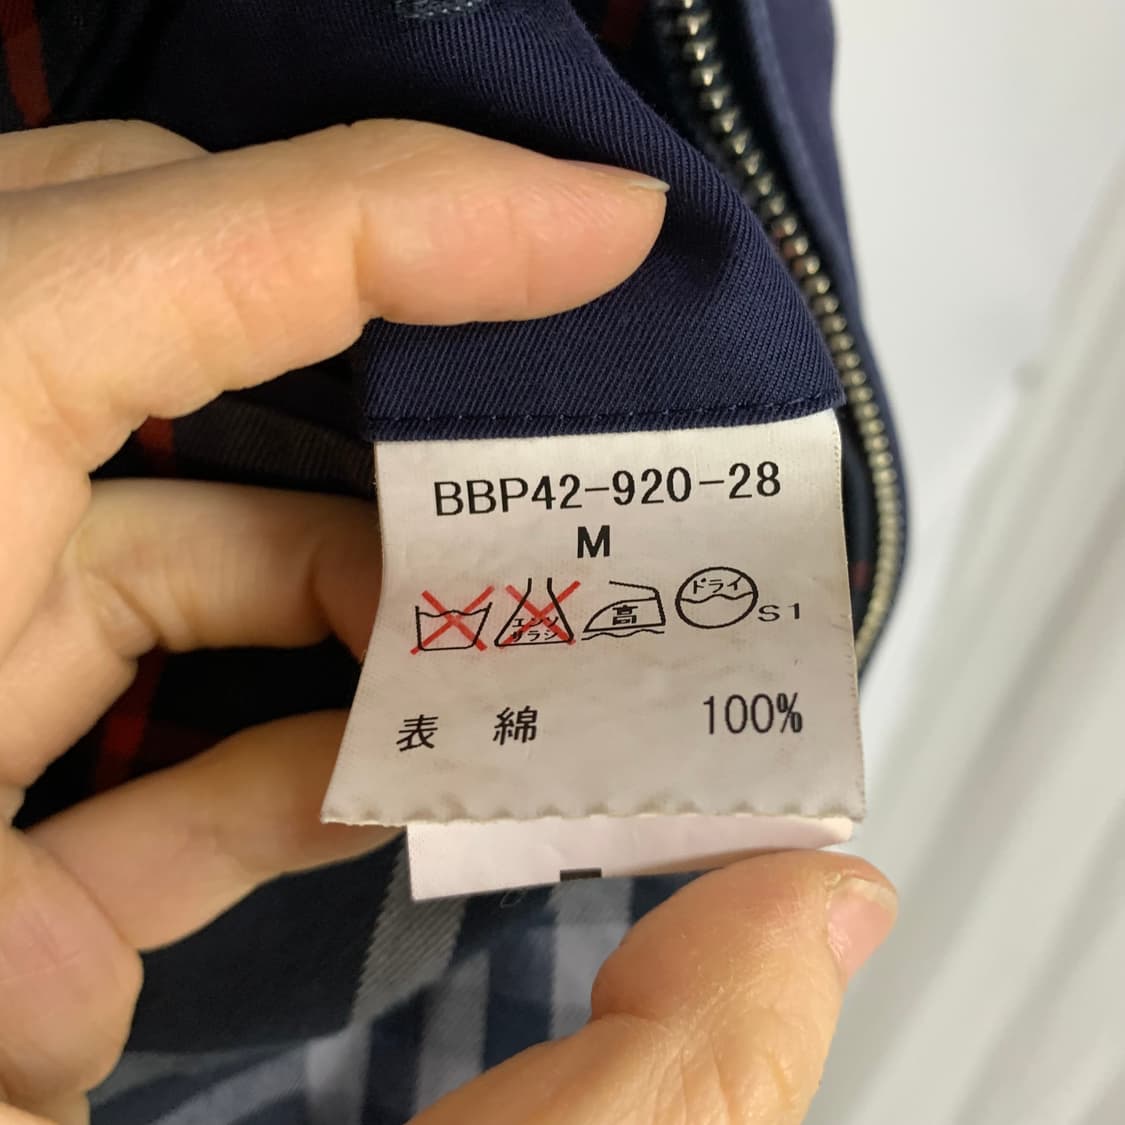 BBP42-920-28
M
エンソ
サラシ
高
ドライ
S1
表 綿 100%